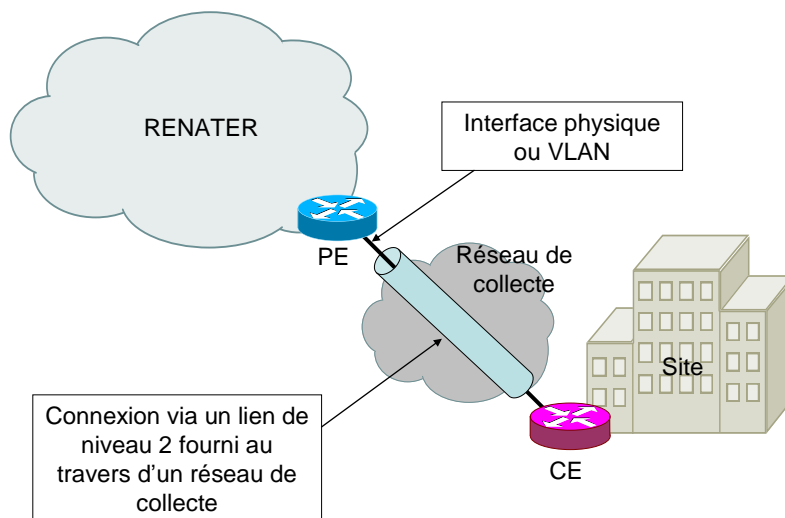 RENATER
Interface physique
ou VLAN
PE
Réseau de
collecte
Site
Connexion via un lien de
niveau 2 fourni au
travers d'un réseau de
collecte
CE